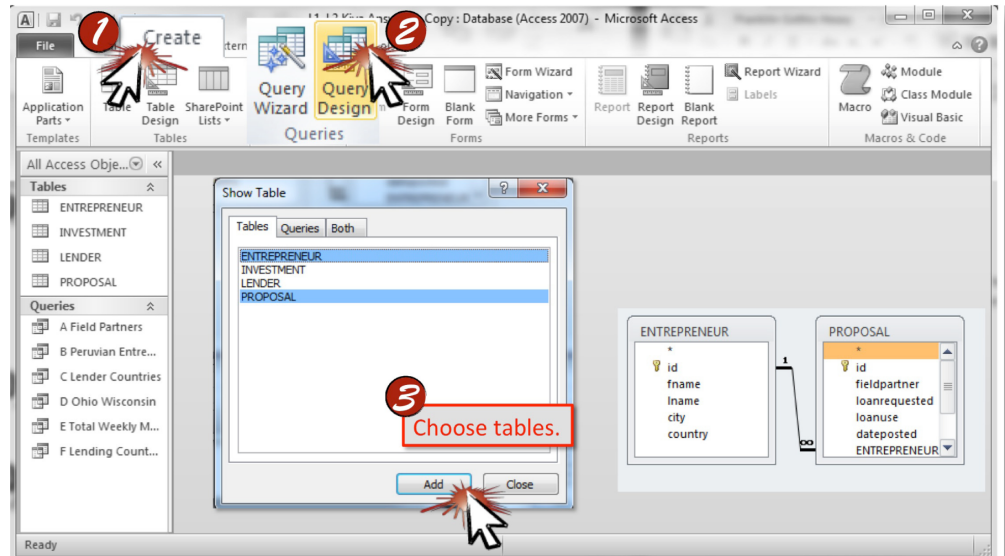 Copy : Database (Access 2007) - Microsoft Access
1
2
File
Create
Application
Parts
Templates
Table
Table
Design
SharePoint
Lists
Tables
Query
Wizard
Query
Design
Queries
Form
Design
Blank
Form
Form Wizard
Navigation
More Forms
Forms
Report
Report
Design
Blank
Report
Report Wizard
Labels
Reports
Macro
Module
Class Module
Visual Basic
Macros & Code
All Access Obje...
Tables
ENTREPRENEUR
INVESTMENT
LENDER
PROPOSAL
Queries
A Field Partners
B Peruvian Entre...
C Lender Countries
D Ohio Wisconsin
E Total Weekly M...
F Lending Count...
Show Table
Tables Queries Both
ENTREPRENEUR
INVESTMENT
LENDER
PROPOSAL
3
Choose tables.
Add Close
ENTREPRENEUR
*
id
fname
lname
city
country
1
∞
PROPOSAL
*
id
fieldpartner
loanrequested
loanuse
dateposted
ENTREPRENEUR
Ready